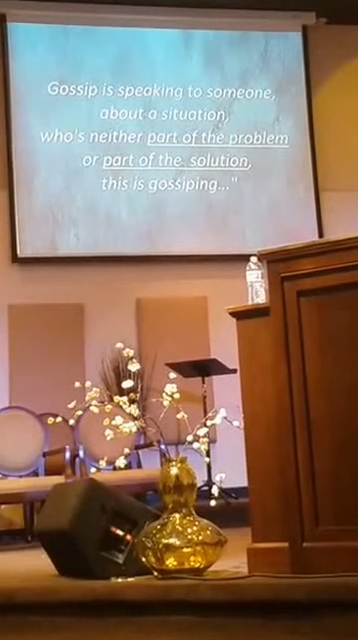 Gossip is speaking to someone,
about a situation,
who's neither part of the problem
or part of the solution,
this is gossiping..."